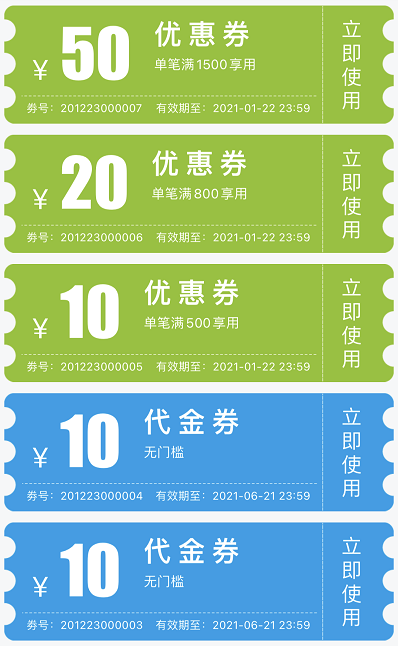 ¥ 50 优惠券
单笔满1500享用
券号：201223000007 有效期至：2021-01-22 23:59
立即使用
¥ 20 优惠券
单笔满800享用
券号：201223000006 有效期至：2021-01-22 23:59
立即使用
¥ 10 优惠券
单笔满500享用
券号：201223000005 有效期至：2021-01-22 23:59
立即使用
¥ 10 代金券
无门槛
券号：201223000004 有效期至：2021-06-21 23:59
立即使用
¥ 10 代金券
无门槛
券号：201223000003 有效期至：2021-06-21 23:59
立即使用